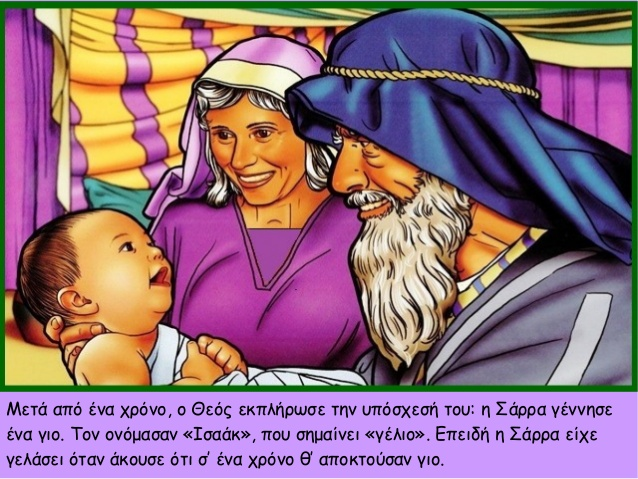 Μετά από ένα χρόνο, ο Θεός εκπλήρωσε την υπόσχεσή του: η Σάρρα γέννησε
ένα γιο. Τον ονόμασαν «Ισαάκ», που σημαίνει «γέλιο». Επειδή η Σάρρα είχε
γελάσει όταν άκουσε ότι σ’ ένα χρόνο θ’ αποκτούσαν γιο.